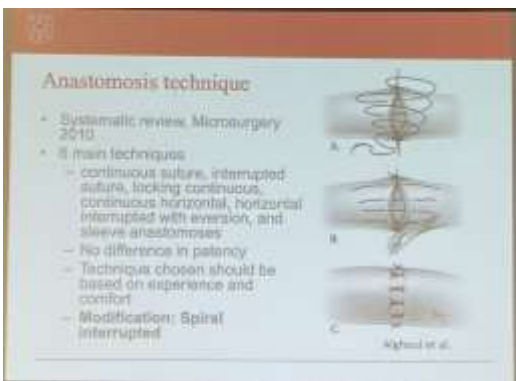 Anastomosis technique
• Systematic review, Microsurgery
2010
• 5 main techniques
– continuous suture, interrupted
suture, locking continuous,
continuous horizontal, horizontal
interrupted with eversion, and
sleeve anastomoses
– No difference in patency
– Technique chosen should be
based on experience and
comfort
– Modification: Spiral
interrupted
A.
B.
C.
Alghoul et al.